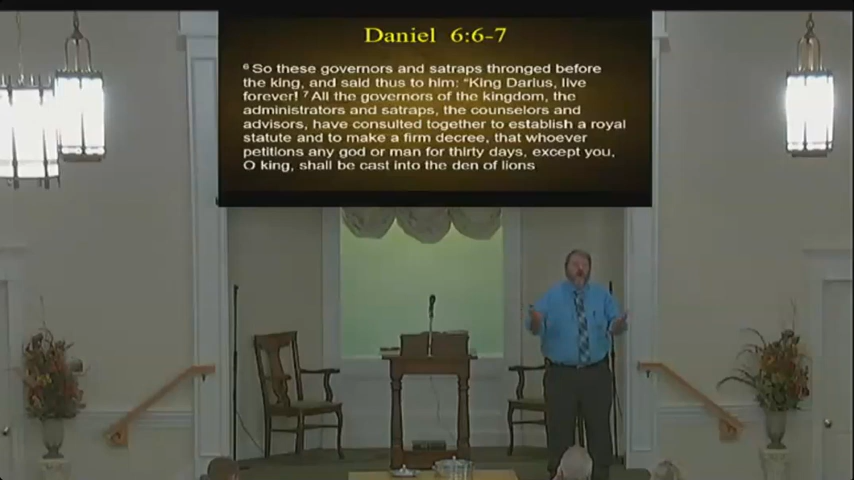 Daniel 6:6-7
⁶ So these governors and satraps thronged before
the king, and said thus to him: "King Darius, live
forever! ⁷ All the governors of the kingdom, the
administrators and satraps, the counselors and
advisors, have consulted together to establish a royal
statute and to make a firm decree, that whoever
petitions any god or man for thirty days, except you,
O king, shall be cast into the den of lions